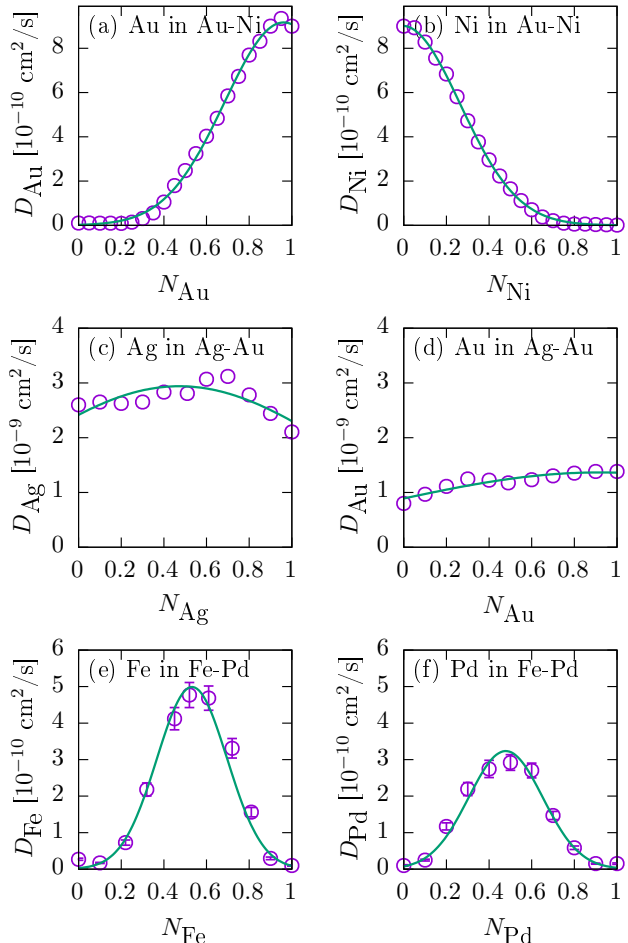 (a) Au in Au-Ni
D_Au [10^−10 cm^2/s]
8
6
4
2
0
0 0.2 0.4 0.6 0.8 1
N_Au
(b) Ni in Au-Ni
D_Ni [10^−10 cm^2/s]
8
6
4
2
0
0 0.2 0.4 0.6 0.8 1
N_Ni
(c) Ag in Ag-Au
D_Ag [10^−9 cm^2/s]
4
3
2
1
0
0 0.2 0.4 0.6 0.8 1
N_Ag
(d) Au in Ag-Au
D_Au [10^−9 cm^2/s]
4
3
2
1
0
0 0.2 0.4 0.6 0.8 1
N_Au
(e) Fe in Fe-Pd
D_Fe [10^−10 cm^2/s]
6
5
4
3
2
1
0
0 0.2 0.4 0.6 0.8 1
N_Fe
(f) Pd in Fe-Pd
D_Pd [10^−10 cm^2/s]
6
5
4
3
2
1
0
0 0.2 0.4 0.6 0.8 1
N_Pd